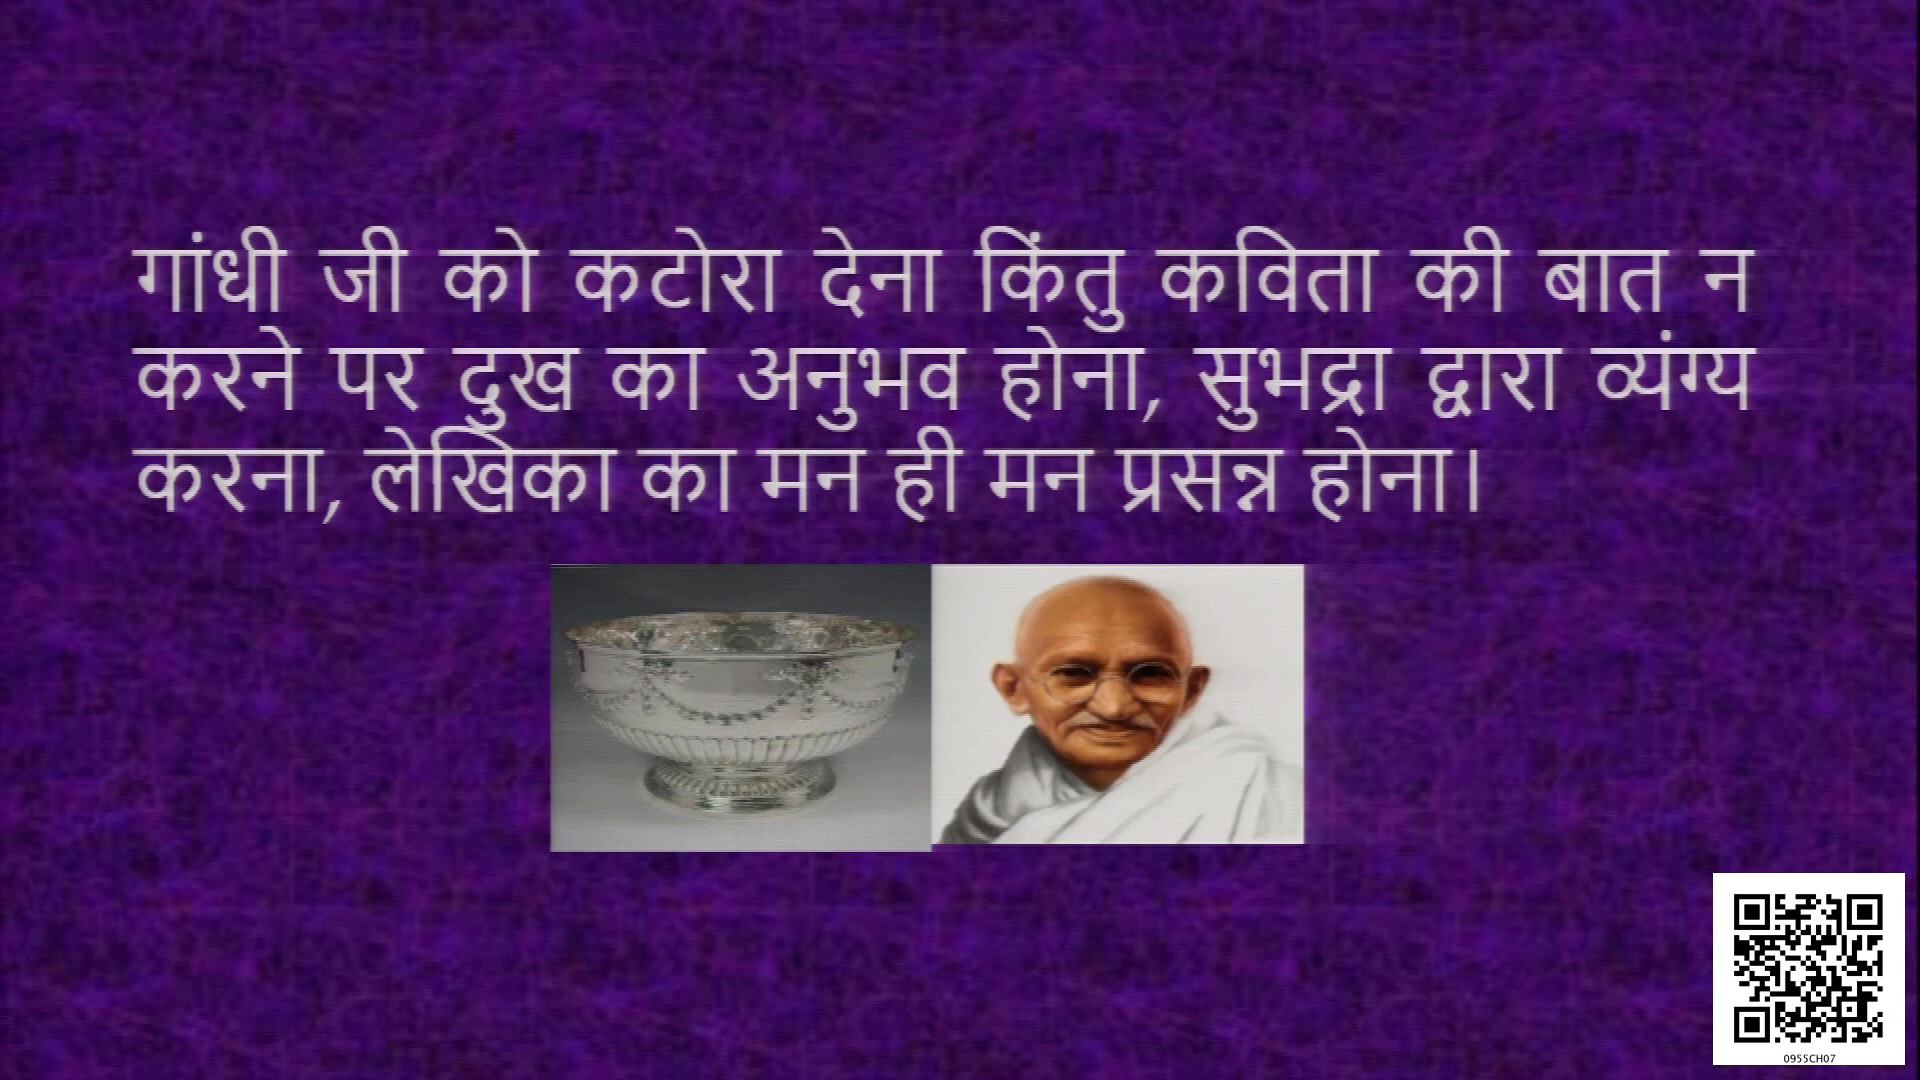 गांधी जी को कटोरा देना किंतु कविता की बात न
करने पर दुख का अनुभव होना, सुभद्रा द्वारा व्यंग्य
करना, लेखिका का मन ही मन प्रसन्न होना।
0955CH07